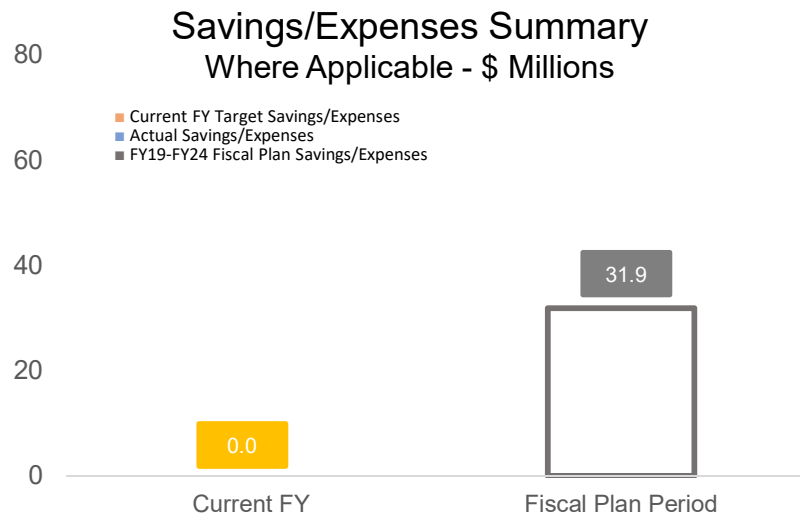 Savings/Expenses Summary
Where Applicable - $ Millions
80
Current FY Target Savings/Expenses
Actual Savings/Expenses
FY19-FY24 Fiscal Plan Savings/Expenses
60
40
31.9
20
0.0
0
Current FY
Fiscal Plan Period